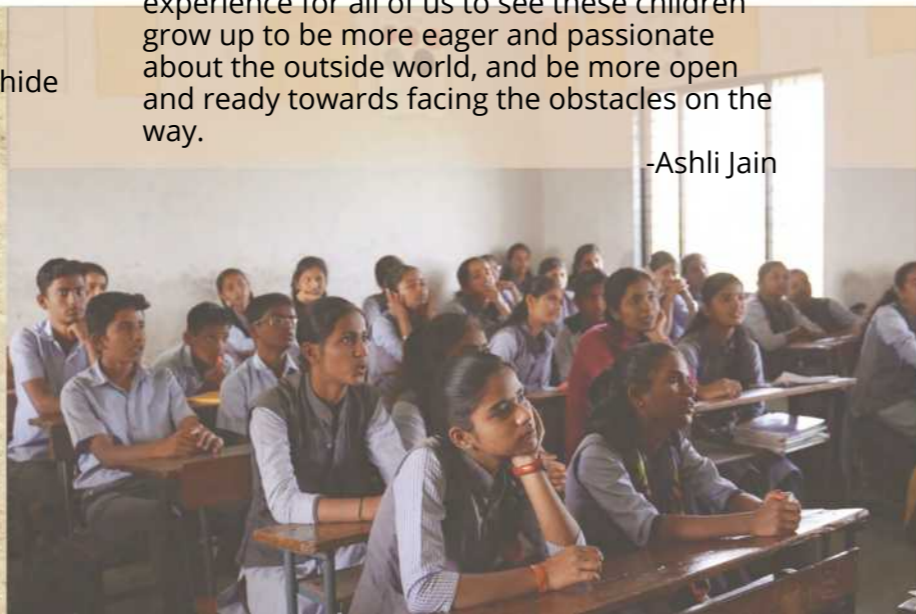 experience for all of us to see these children
grow up to be more eager and passionate
about the outside world, and be more open
and ready towards facing the obstacles on the
way.
-Ashli Jain
hide